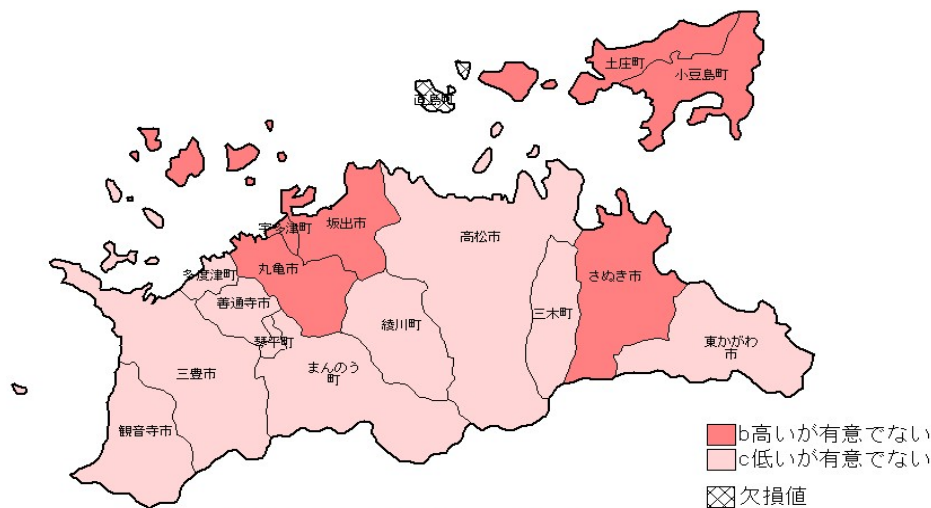 土庄町
小豆島町
直島町
宇多津町
坂出市
高松市
丸亀市
さぬき市
多度津町
善通寺市
三木町
綾川町
琴平町
東かがわ
市
まんのう
町
三豊市
観音寺市
b高いが有意でない
c低いが有意でない
欠損値